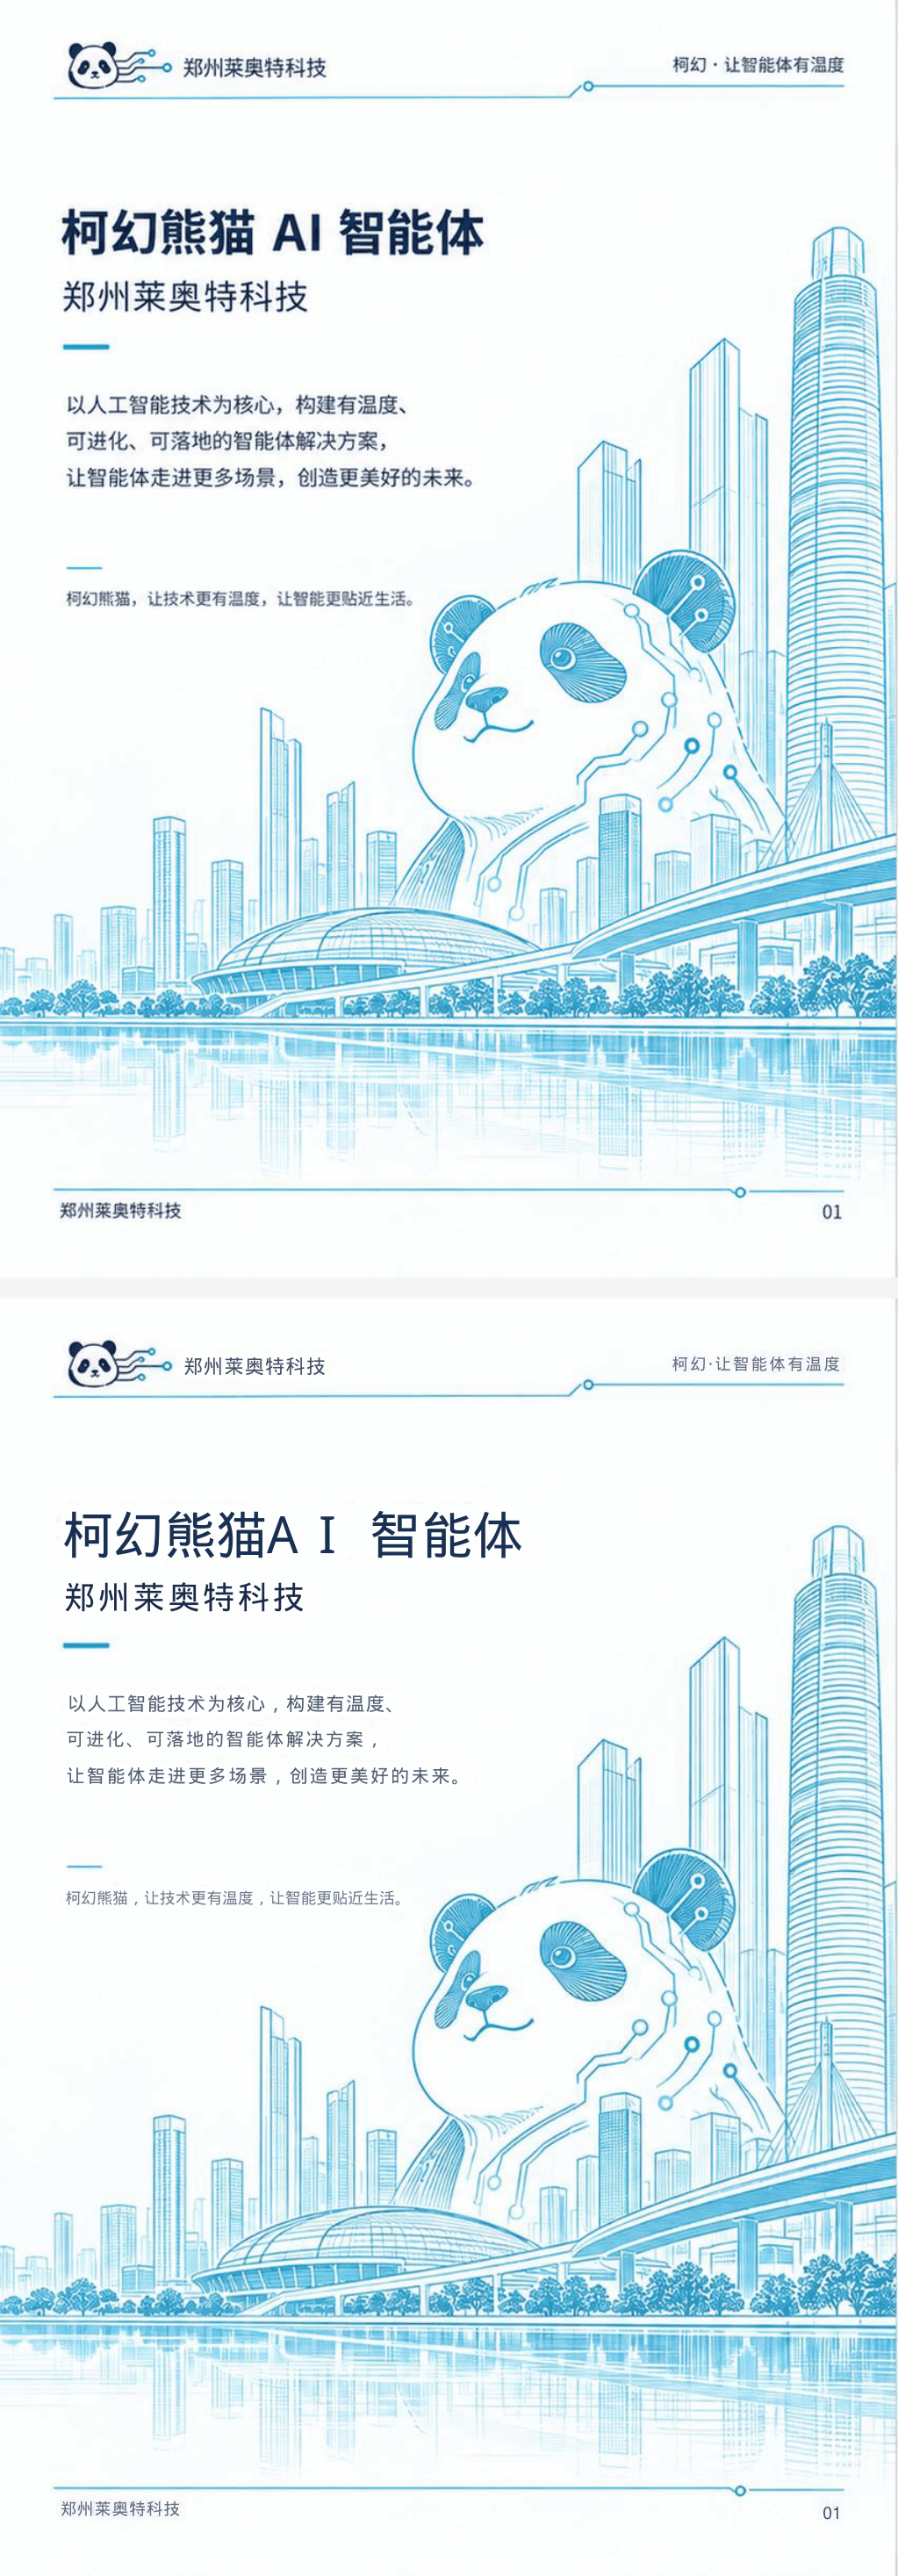 郑州莱奥特科技
柯幻·让智能体有温度
柯幻熊猫 AI 智能体
郑州莱奥特科技
以人工智能技术为核心，构建有温度、
可进化、可落地的智能体解决方案，
让智能体走进更多场景，创造更美好的未来。
柯幻熊猫，让技术更有温度，让智能更贴近生活。
郑州莱奥特科技
01
郑州莱奥特科技
柯幻·让智能体有温度
柯幻熊猫A I 智能体
郑州莱奥特科技
以人工智能技术为核心，构建有温度、
可进化、可落地的智能体解决方案，
让智能体走进更多场景，创造更美好的未来。
柯幻熊猫，让技术更有温度，让智能更贴近生活。
郑州莱奥特科技
01